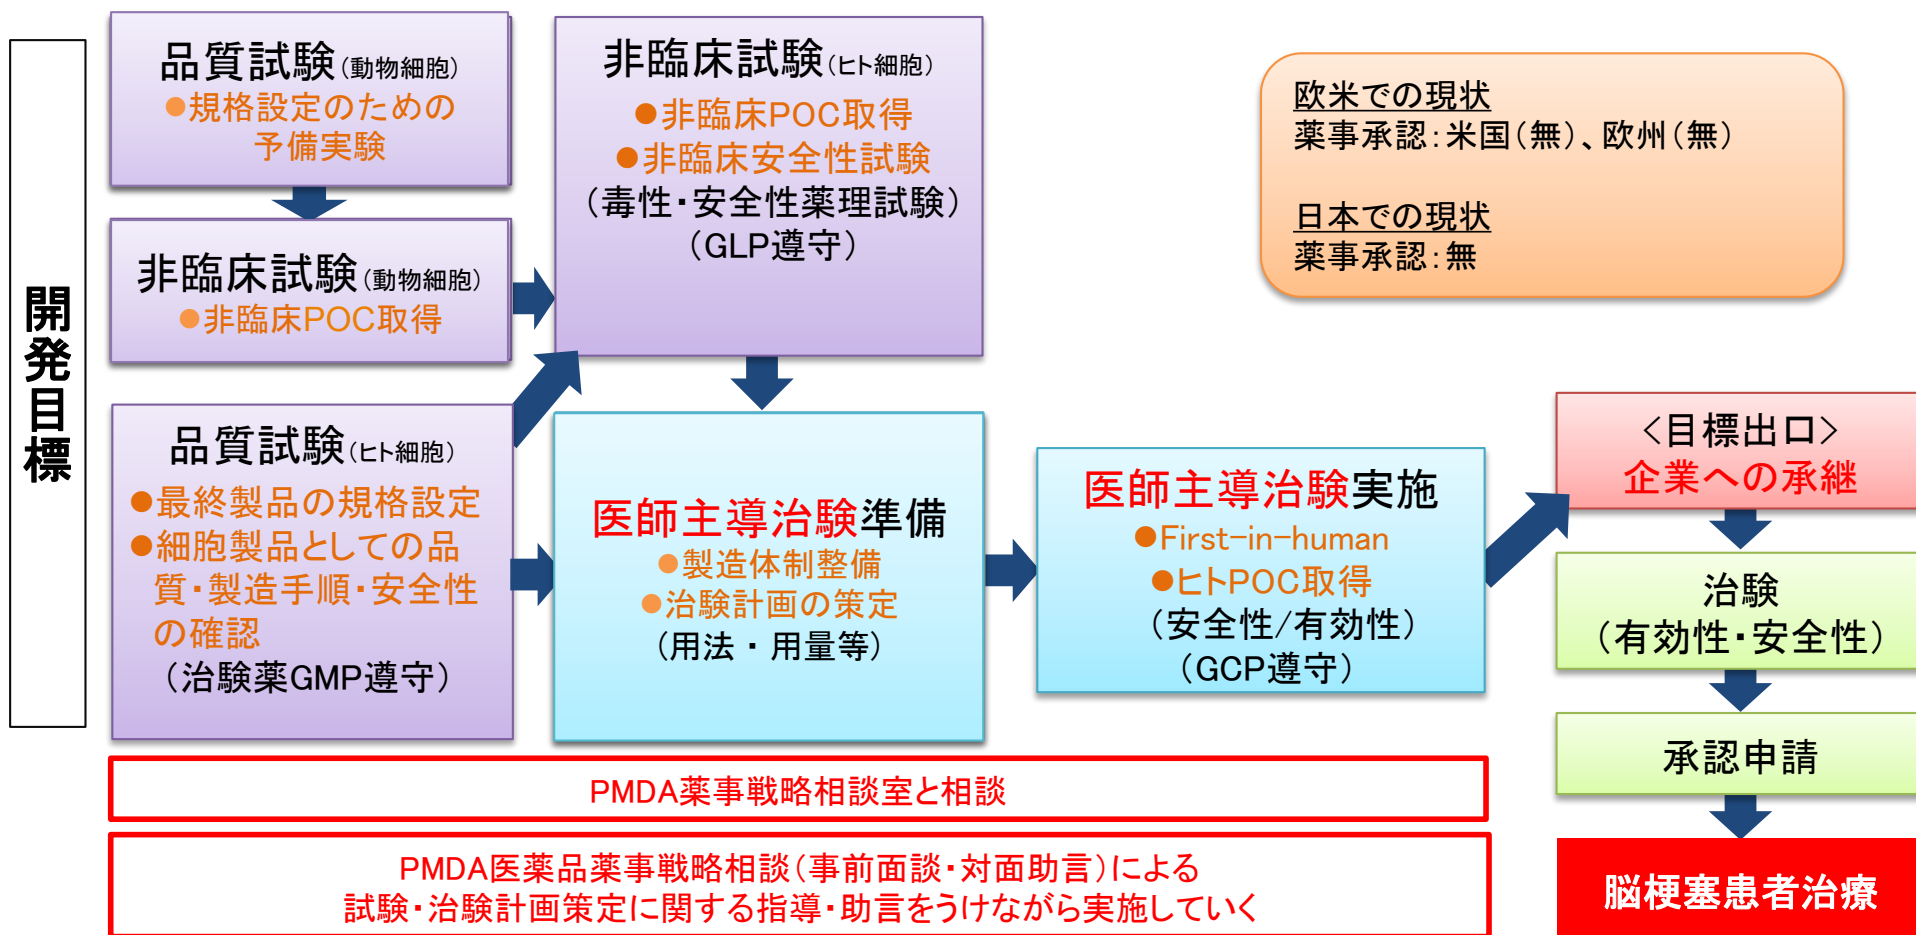 開発目標
品質試験(動物細胞)
●規格設定のための
予備実験
非臨床試験(動物細胞)
●非臨床POC取得
品質試験(ヒト細胞)
●最終製品の規格設定
●細胞製品としての品
質・製造手順・安全性
の確認
(治験薬GMP遵守)
非臨床試験(ヒト細胞)
●非臨床POC取得
●非臨床安全性試験
(毒性・安全性薬理試験)
(GLP遵守)
医師主導治験準備
●製造体制整備
●治験計画の策定
(用法・用量等)
医師主導治験実施
●First-in-human
●ヒトPOC取得
(安全性/有効性)
(GCP遵守)
欧米での現状
薬事承認:米国(無)、欧州(無)
日本での現状
薬事承認:無
<目標出口>
企業への承継
治験
(有効性・安全性)
承認申請
脳梗塞患者治療
PMDA薬事戦略相談室と相談
PMDA医薬品薬事戦略相談(事前面談・対面助言)による
試験・治験計画策定に関する指導・助言をうけながら実施していく